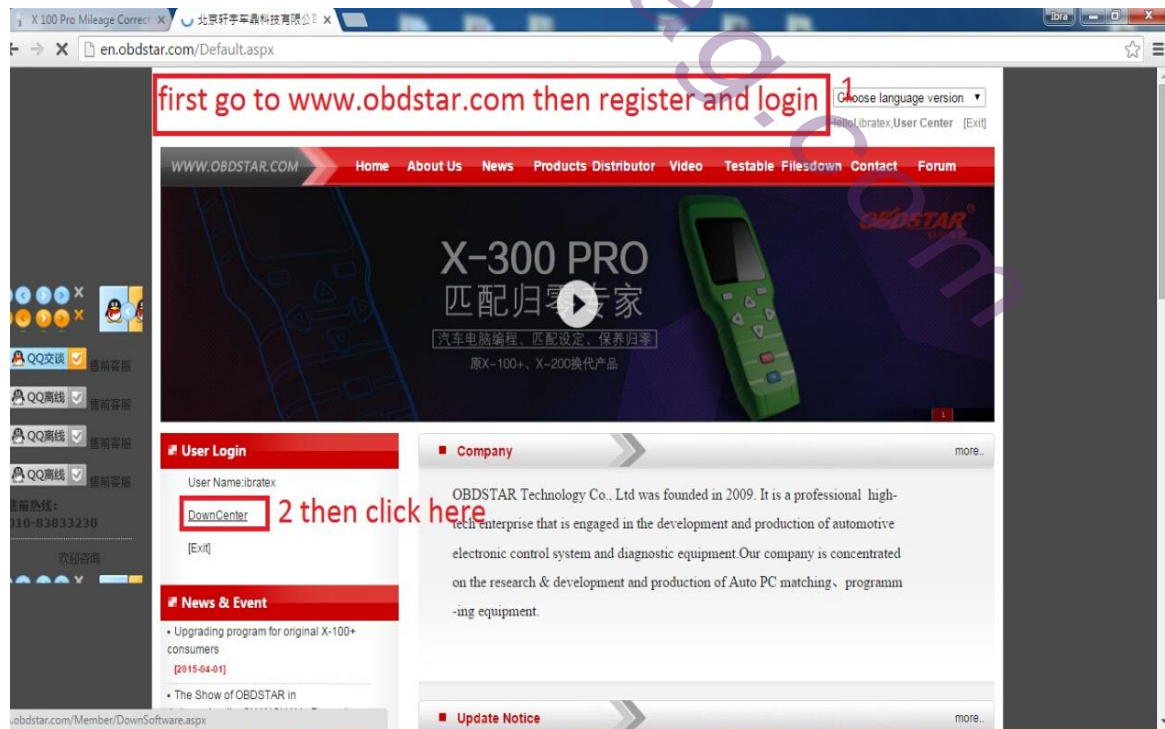 X 100 Pro Mileage Correct
北京轩宇车鼎科技有限公
ibra
en.obdstar.com/Default.aspx
first go to www.obdstar.com then register and login 1
Choose language version
Hello!ibratex,User Center [Exit]
WWW.OBDSTAR.COM
Home About Us News Products Distributor Video Testable Filesdown Contact Forum
OBDSTAR
X-300 PRO
匹配归零专家
汽车电脑编程、匹配设定、保养归零
原X-100+、X-200换代产品
1
QQ交谈 售前客服
QQ离线 售前客服
QQ离线 售前客服
QQ离线 售前客服
售前热线:
010-83833230
欢迎咨询
User Login
User Name:ibratex
DownCenter
2 then click here
[Exit]
Company
more..
OBDSTAR Technology Co., Ltd was founded in 2009. It is a professional high-
tech enterprise that is engaged in the development and production of automotive
electronic control system and diagnostic equipment.Our company is concentrated
on the research & development and production of Auto PC matching、programm
-ing equipment.
News & Event
• Upgrading program for original X-100+
consumers
[2015-04-01]
• The Show of OBDSTAR in
Update Notice
more..
.obdstar.com/Member/DownSoftware.aspx